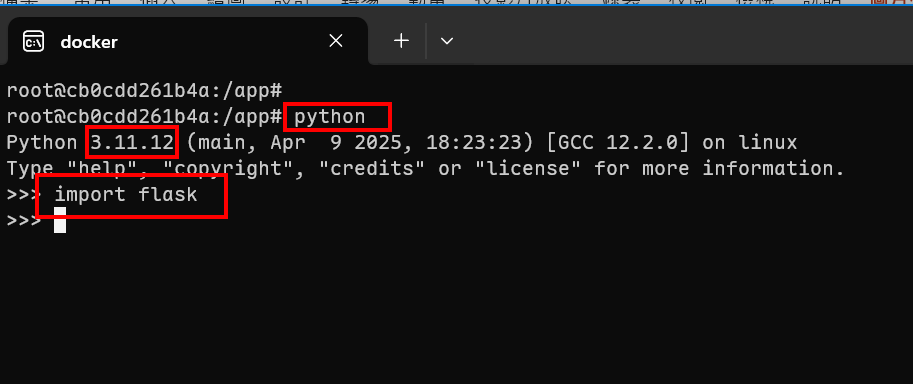 docker
root@cb0cdd261b4a:/app#
root@cb0cdd261b4a:/app# python
Python 3.11.12 (main, Apr  9 2025, 18:23:23) [GCC 12.2.0] on linux
Type "help", "copyright", "credits" or "license" for more information.
>>> import flask
>>>